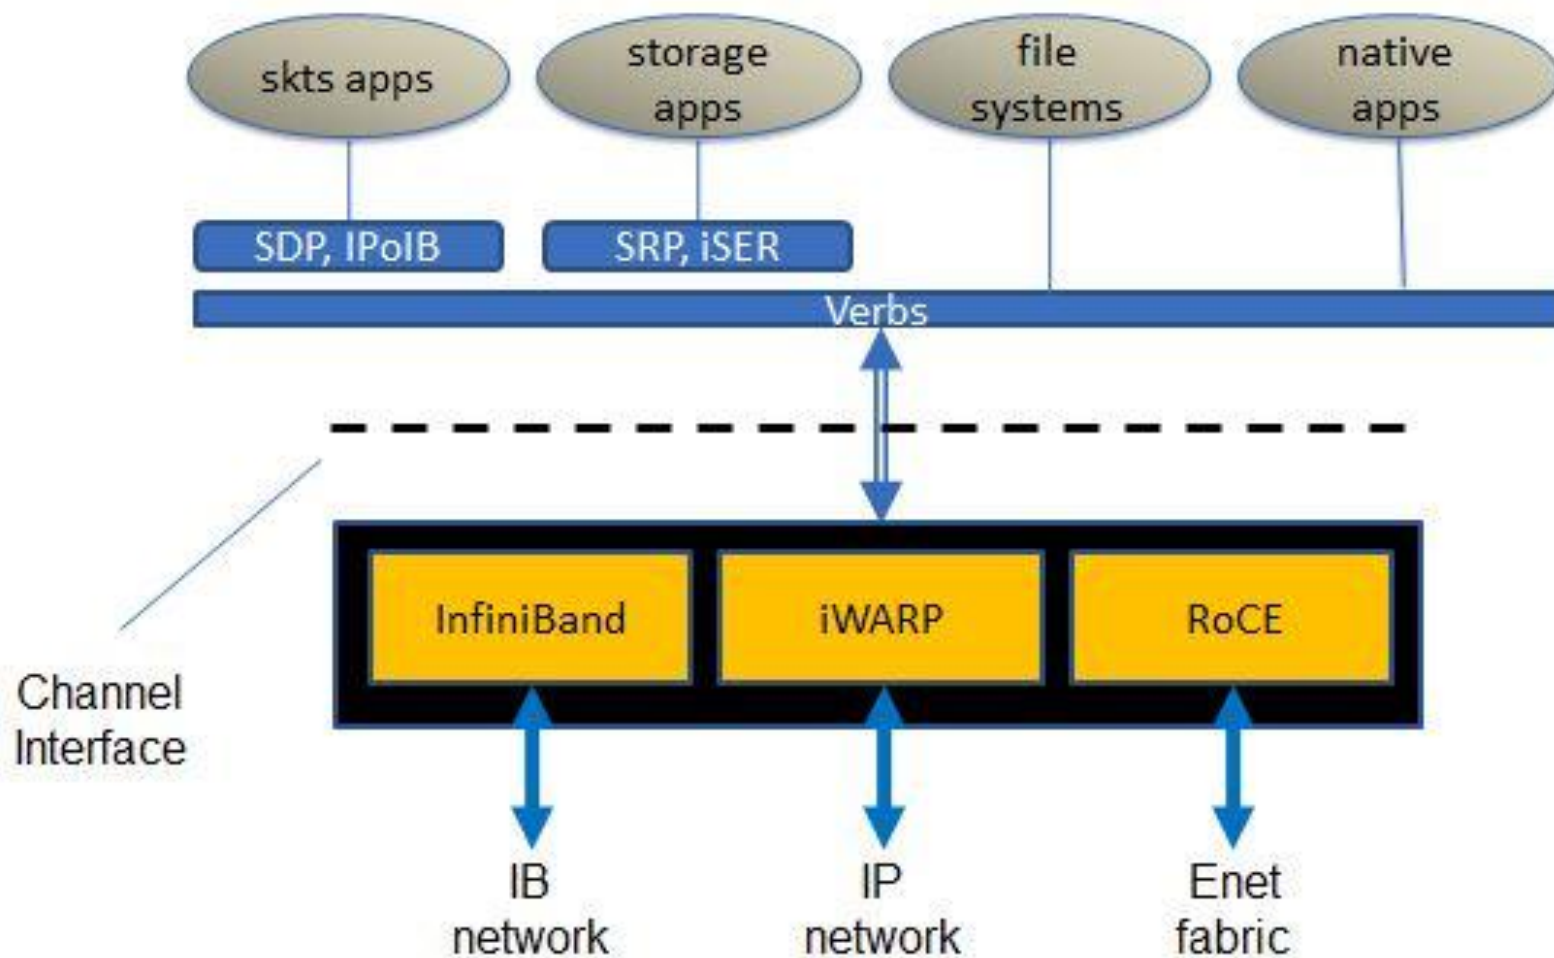 skts apps
storage
apps
file
systems
native
apps
SDP, IPoIB
SRP, iSER
Verbs
InfiniBand
iWARP
RoCE
Channel
Interface
IB
network
IP
network
Enet
fabric